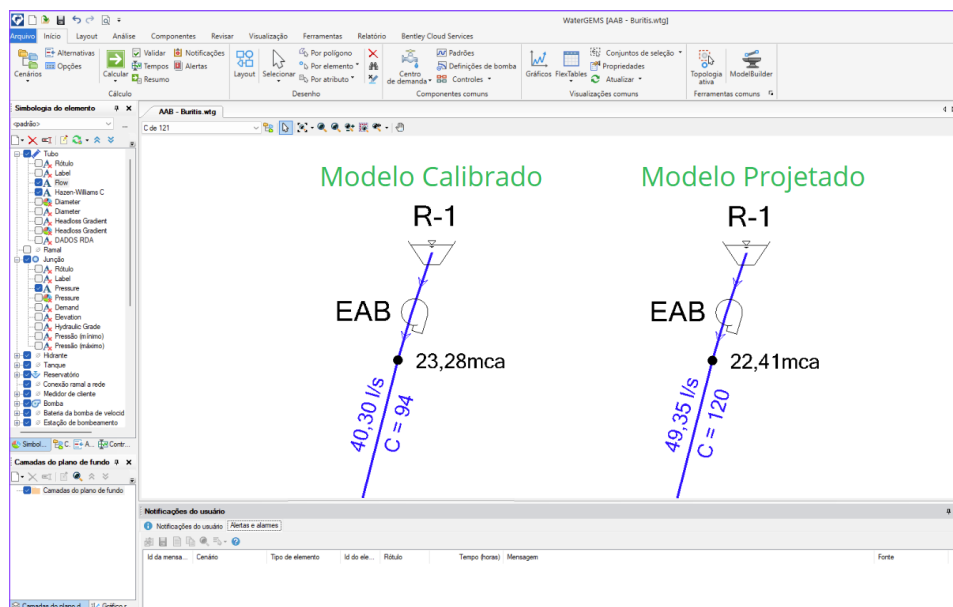 WaterGEMS [AAB - Buritis.wtg]
Arquivo Início Layout Análise Componentes Revisar Visualização Ferramentas Relatório Bentley Cloud Services
Cenários
Alternativas
Opções
Calcular
Validar Notificações
Tempos Alertas
Resumo
Cálculo
Layout
Selecionar
Por polígono
Por elemento
Por atributo
Desenho
Centro
de demanda
Padrões
Definições de bomba
Controles
Componentes comuns
Gráficos
FlexTables
Conjuntos de seleção
Propriedades
Atualizar
Visualizações comuns
Topologia
ativa
ModelBuilder
Ferramentas comuns
Simbologia do elemento
<padrão>
...
Tubo
Rótulo
Label
Flow
Hazen-Williams C
Diameter
Diameter
Headloss Gradient
Headloss Gradient
DADOS RDA
Ramal
Junção
Rótulo
Label
Pressure
Pressure
Demand
Elevation
Hydraulic Grade
Pressão (mínimo)
Pressão (máximo)
Hidrante
Tanque
Reservatório
Conexão ramal a rede
Medidor de cliente
Bomba
Bateria da bomba de velocid
Estação de bombeamento
Simbol... C. A... Contr...
Camadas do plano de fundo
Camadas do plano de fundo
Camadas do plano d...
AAB - Buritis.wtg
C de 121
Modelo Calibrado
R-1
EAB
23,28mca
40,30 l/s
C = 94
Modelo Projetado
R-1
EAB
22,41mca
49,35 l/s
C = 120
Notificações do usuário
Notificações do usuário Alertas e alarmes
Id da mensa... Cenário Tipo de elemento Id do ele... Rótulo Tempo (horas) Mensagem Fonte